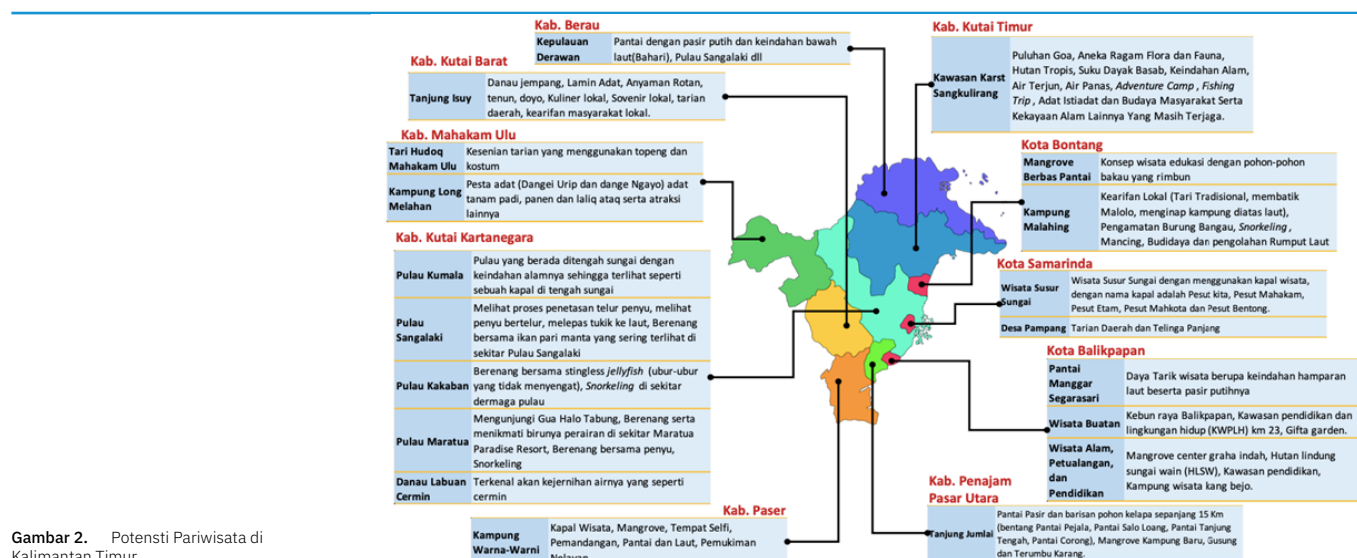 Kab. Berau
Kepulauan
Derawan
Pantai dengan pasir putih dan keindahan bawah
laut(Bahari), Pulau Sangalaki dll
Kab. Kutai Timur
Kawasan Karst
Sangkulirang
Puluhan Goa, Aneka Ragam Flora dan Fauna,
Hutan Tropis, Suku Dayak Basab, Keindahan Alam,
Air Terjun, Air Panas, Adventure Camp , Fishing
Trip , Adat Istiadat dan Budaya Masyarakat Serta
Kekayaan Alam Lainnya Yang Masih Terjaga.
Kab. Kutai Barat
Tanjung Isuy
Danau jempang, Lamin Adat, Anyaman Rotan,
tenun, doyo, Kuliner lokal, Sovenir lokal, tarian
daerah, kearifan masyarakat lokal.
Kab. Mahakam Ulu
Tari Hudoq
Mahakam Ulu
Kesenian tarian yang menggunakan topeng dan
kostum
Kampung Long
Melahan
Pesta adat (Dangei Urip dan dange Ngayo) adat
tanam padi, panen dan laliq ataq serta atraksi
lainnya
Kota Bontang
Mangrove
Berbas Pantai
Konsep wisata edukasi dengan pohon-pohon
bakau yang rimbun
Kampung
Malahing
Kearifan Lokal (Tari Tradisional, membatik
Malolo, menginap kampung diatas laut),
Pengamatan Burung Bangau, Snorkeling ,
Mancing, Budidaya dan pengolahan Rumput Laut
Kab. Kutai Kartanegara
Pulau Kumala
Pulau yang berada ditengah sungai dengan
keindahan alamnya sehingga terlihat seperti
sebuah kapal di tengah sungai
Pulau
Sangalaki
Melihat proses penetasan telur penyu, melihat
penyu bertelur, melepas tukik ke laut, Berenang
bersama ikan pari manta yang sering terlihat di
sekitar Pulau Sangalaki
Pulau Kakaban
Berenang bersama stingless jellyfish (ubur-ubur
yang tidak menyengat), Snorkeling di sekitar
dermaga pulau
Pulau Maratua
Mengunjungi Gua Halo Tabung, Berenang serta
menikmati birunya perairan di sekitar Maratua
Paradise Resort, Berenang bersama penyu,
Snorkeling
Danau Labuan
Cermin
Terkenal akan kejernihan airnya yang seperti
cermin
Kota Samarinda
Wisata Susur
Sungai
Wisata Susur Sungai dengan menggunakan kapal wisata,
dengan nama kapal adalah Pesut kita, Pesut Mahakam,
Pesut Etam, Pesut Mahkota dan Pesut Bentong.
Desa Pampang
Tarian Daerah dan Telinga Panjang
Kota Balikpapan
Pantai
Manggar
Segarasari
Daya Tarik wisata berupa keindahan hamparan
laut beserta pasir putihnya
Wisata Buatan
Kebun raya Balikpapan, Kawasan pendidikan dan
lingkungan hidup (KWPLH) km 23, Gifta garden.
Wisata Alam,
Petualangan,
dan
Pendidikan
Mangrove center graha indah, Hutan lindung
sungai wain (HLSW), Kawasan pendidikan,
Kampung wisata kang bejo.
Kab. Paser
Kampung
Warna-Warni
Kapal Wisata, Mangrove, Tempat Selfi,
Pemandangan, Pantai dan Laut, Pemukiman
Nelayan
Kab. Penajam
Pasar Utara
Tanjung Jumlai
Pantai Pasir dan barisan pohon kelapa sepanjang 15 Km
(bentang Pantai Pejala, Pantai Salo Loang, Pantai Tanjung
Tengah, Pantai Corong), Mangrove Kampung Baru, Gusung
dan Terumbu Karang.
Gambar 2. Potensti Pariwisata di
Kalimantan Timur